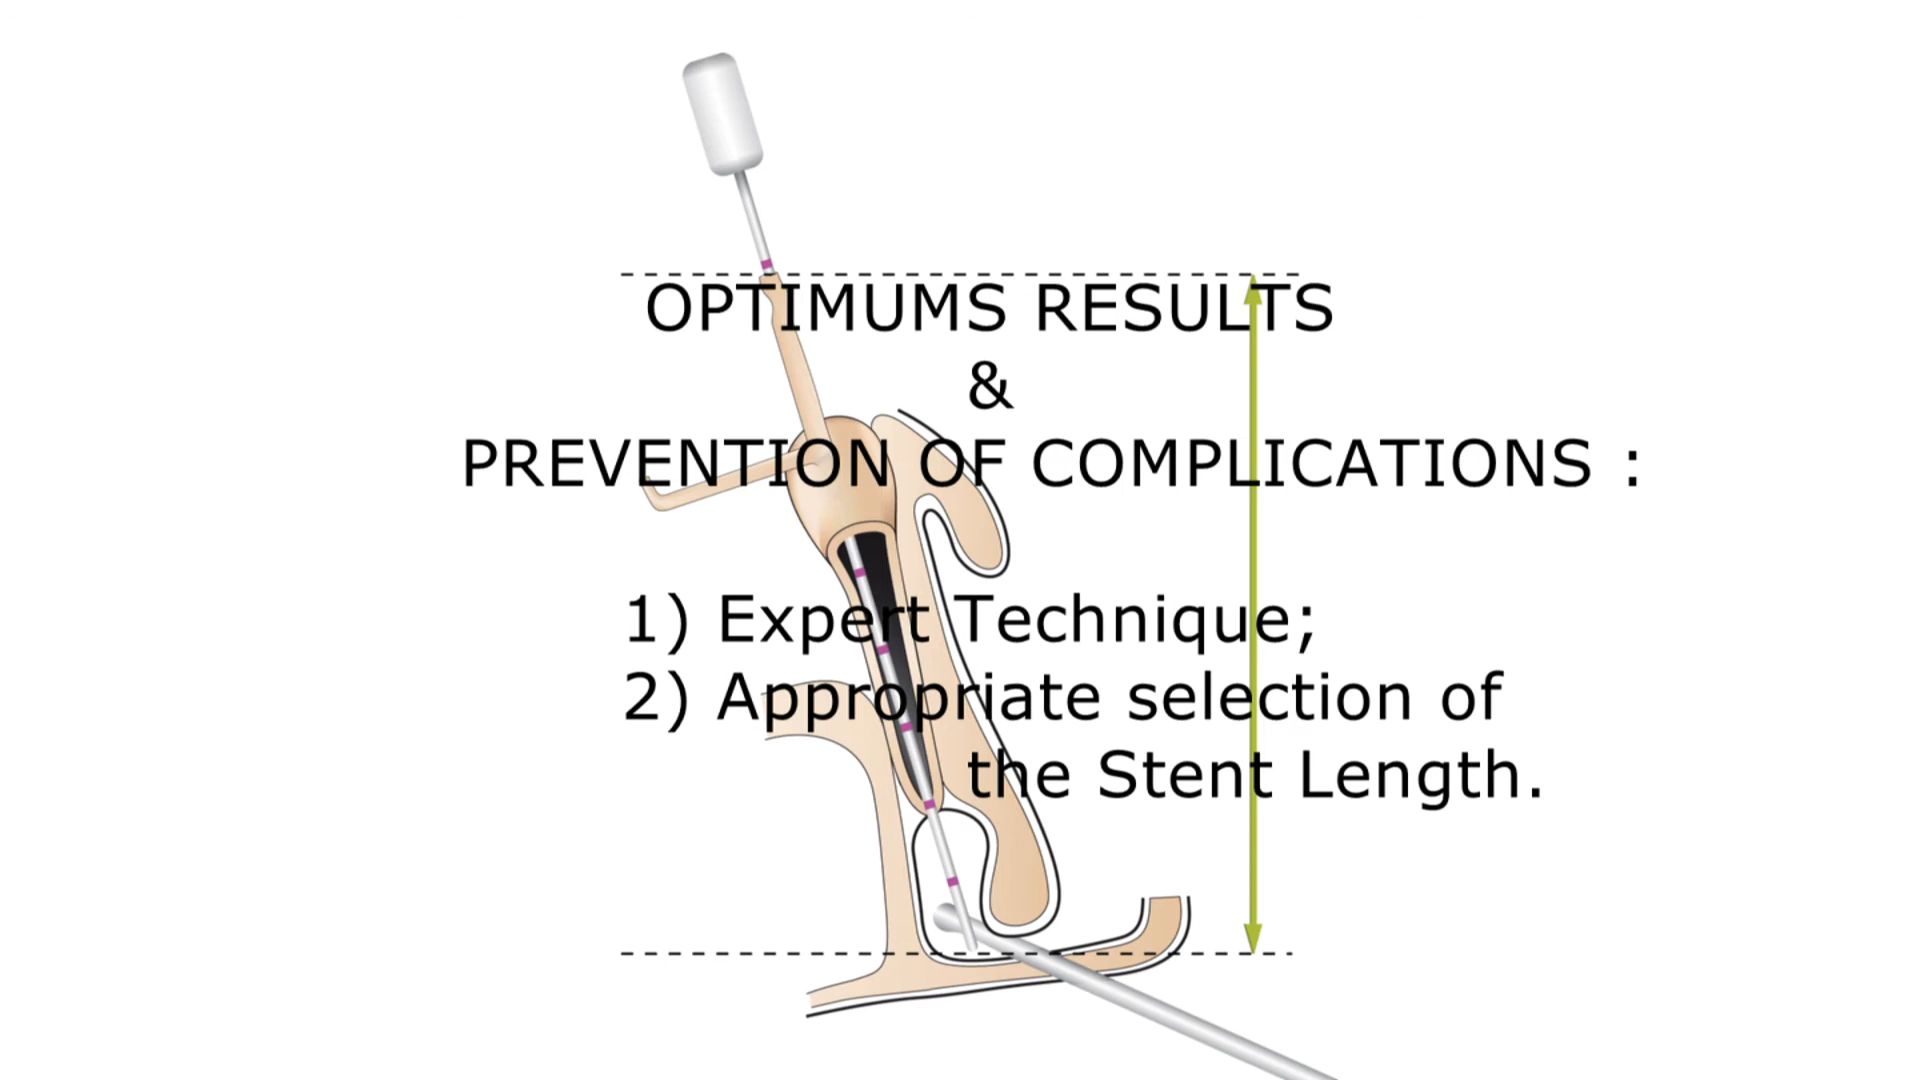 OPTIMUMS RESULTS
&
PREVENTION OF COMPLICATIONS :
1) Expert Technique;
2) Appropriate selection of
the Stent Length.